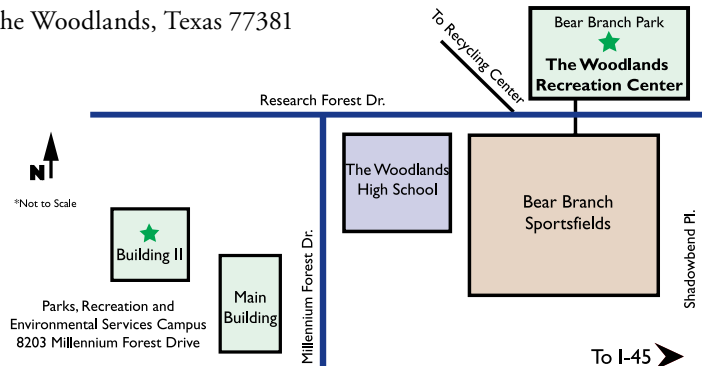 he Woodlands, Texas 77381
To Recycling Center
Bear Branch Park
The Woodlands
Recreation Center
Research Forest Dr.
N
*Not to Scale
The Woodlands
High School
Bear Branch
Sportsfields
Shadowbend Pl.
Building II
Main
Building
Millennium Forest Dr.
Parks, Recreation and
Environmental Services Campus
8203 Millennium Forest Drive
To I-45